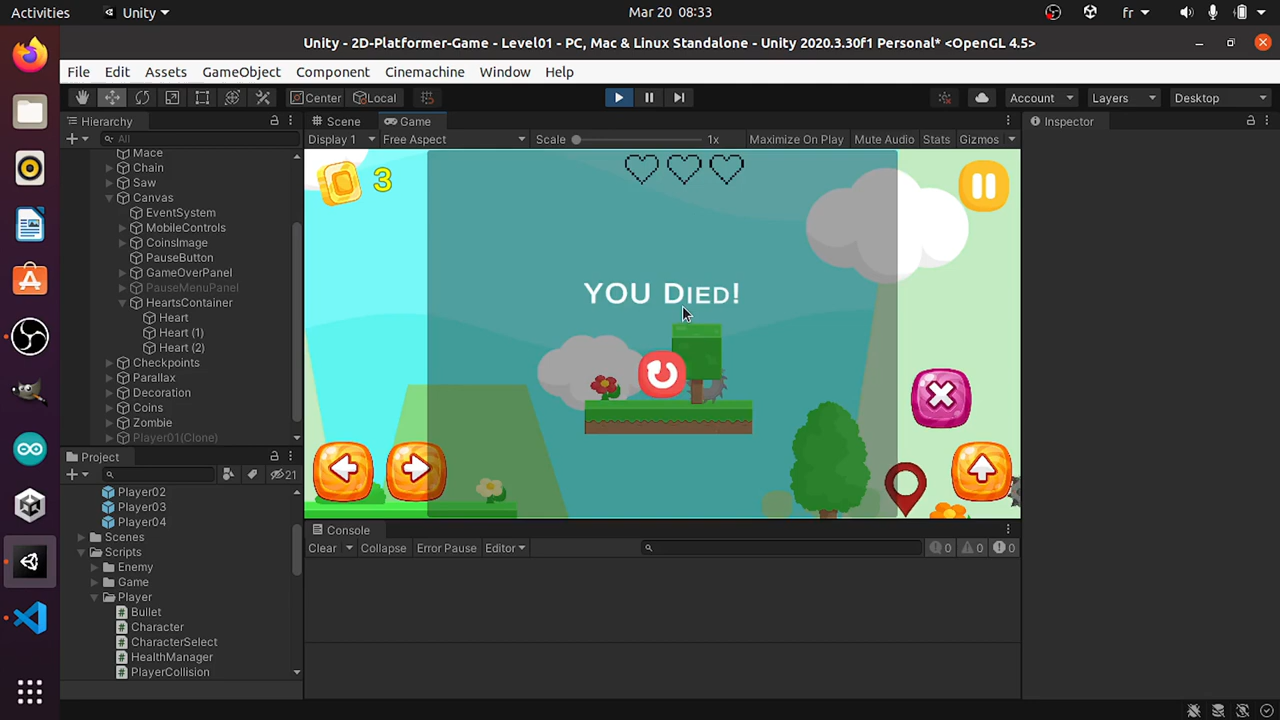 Activities
Unity
Mar 20 08:33
fr
Unity - 2D-Platformer-Game - Level01 - PC, Mac & Linux Standalone - Unity 2020.3.30f1 Personal* <OpenGL 4.5>
File Edit Assets GameObject Component Cinemachine Window Help
Center Local
Account Layers Desktop
Hierarchy
All
Mace
Chain
Saw
Canvas
EventSystem
MobileControls
CoinsImage
PauseButton
GameOverPanel
PauseMenuPanel
HeartsContainer
Heart
Heart (1)
Heart (2)
Checkpoints
Parallax
Decoration
Coins
Zombie
Player01(Clone)
Project
21
Player02
Player03
Player04
Scenes
Scripts
Enemy
Game
Player
Bullet
Character
CharacterSelect
HealthManager
PlayerCollision
Scene Game
Display 1 Free Aspect Scale 1x Maximize On Play Mute Audio Stats Gizmos
3
YOU DIED!
Console
Clear Collapse Error Pause Editor
0 0 0
Inspector